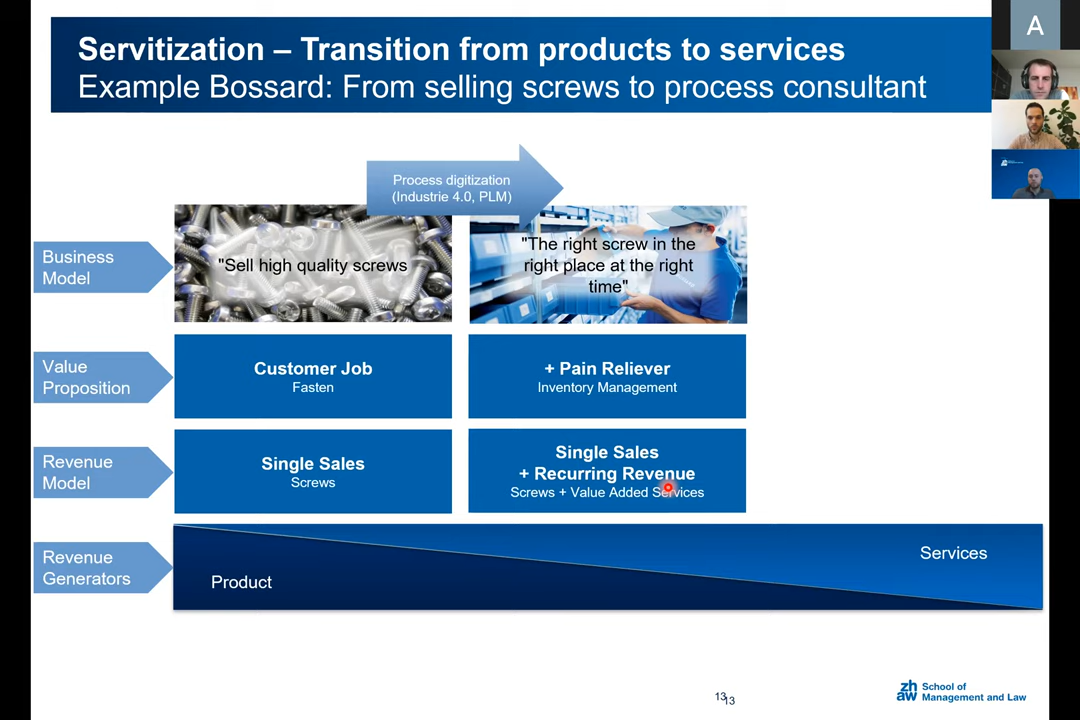 Servitization – Transition from products to services
Example Bossard: From selling screws to process consultant
A
Process digitization
(Industrie 4.0, PLM)
Business
Model
"Sell high quality screws
"The right screw in the
right place at the right
time"
Value
Proposition
Customer Job
Fasten
+ Pain Reliever
Inventory Management
Revenue
Model
Single Sales
Screws
Single Sales
+ Recurring Revenue
Screws + Value Added Services
Revenue
Generators
Product
Services
13
13
zh
aw
School of
Management and Law